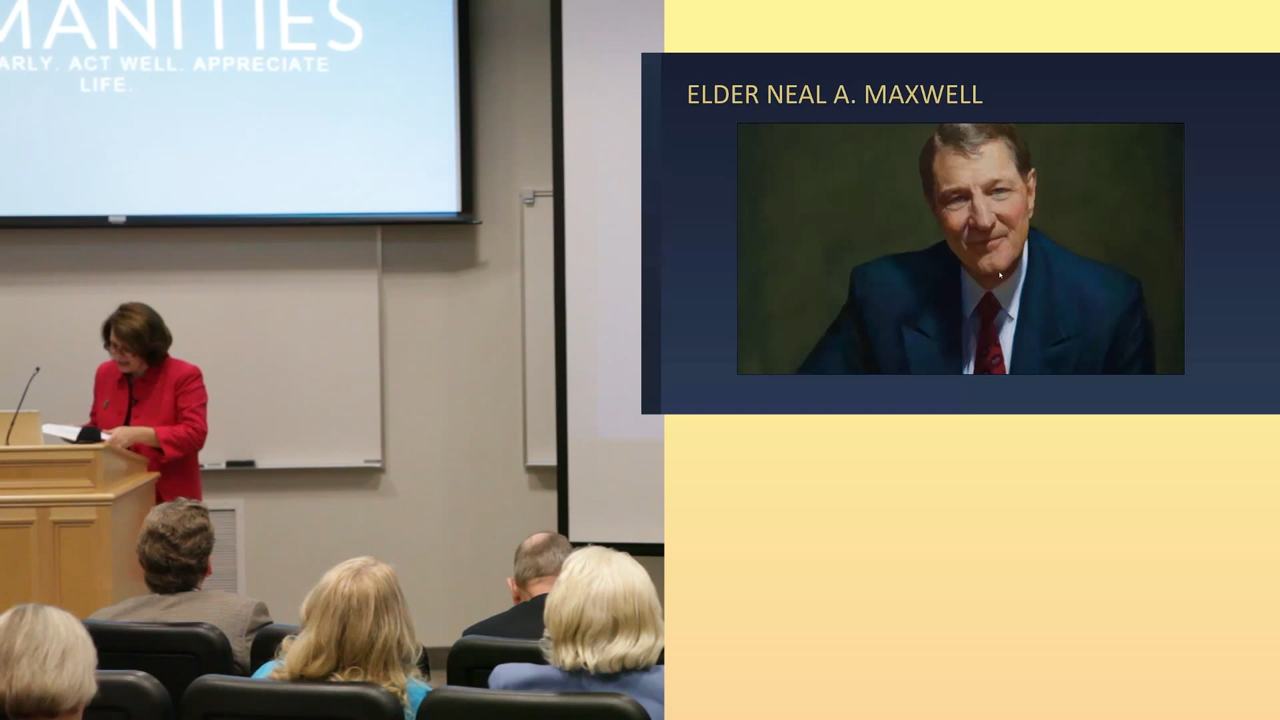 MANITIES
ARLY. ACT WELL. APPRECIATE
LIFE.
ELDER NEAL A. MAXWELL